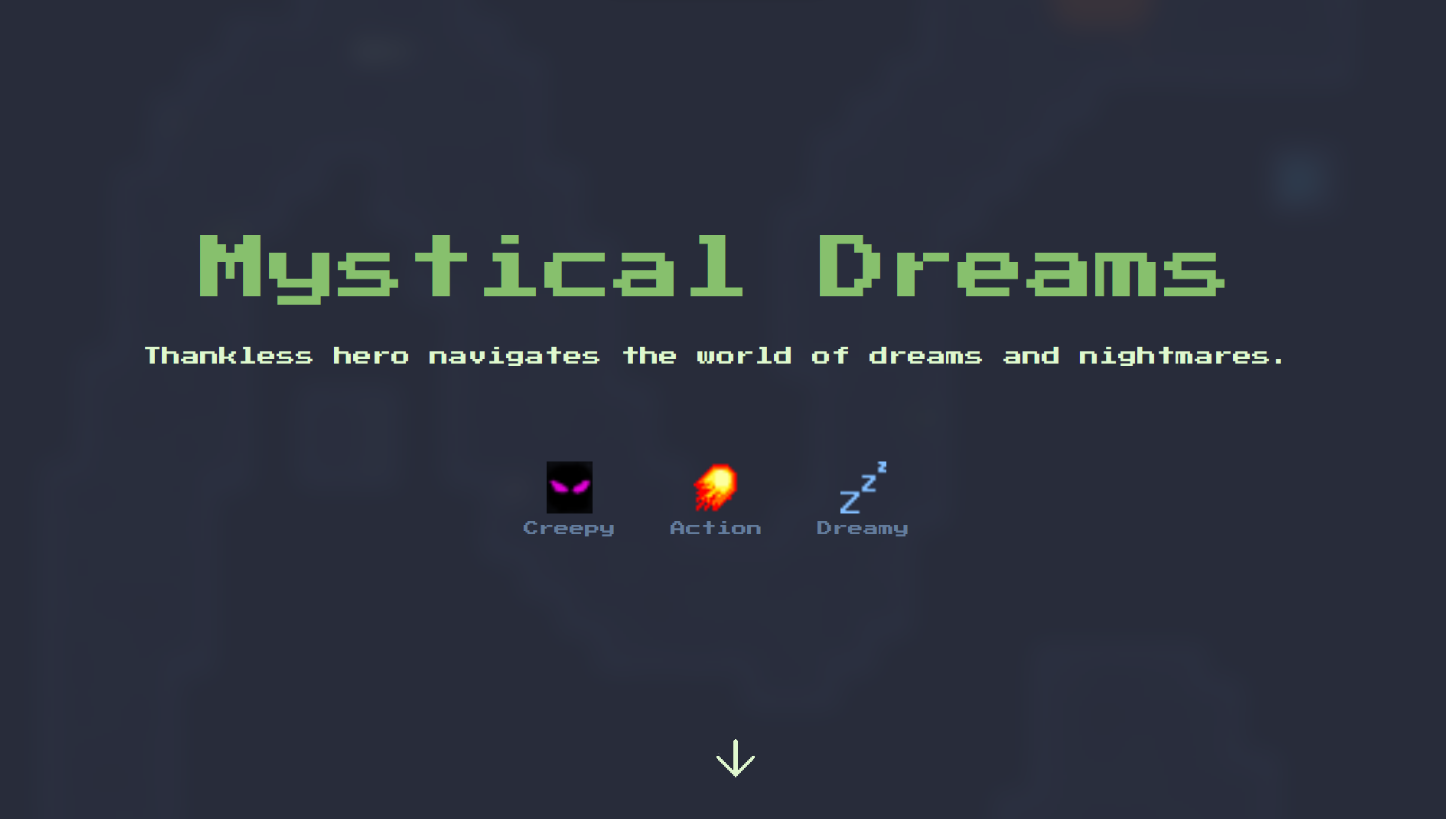 Mystical Dreams
Thankless hero navigates the world of dreams and nightmares.
z
Z
Z
Creepy Action Dreamy